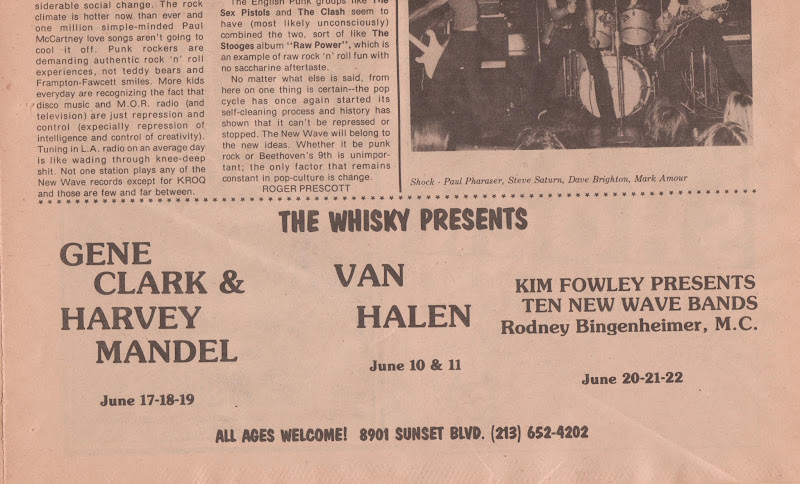 siderable social change. The rock
climate is hotter now than ever and
one million simple-minded Paul
McCartney love songs aren't going to
cool it off. Punk rockers are
demanding authentic rock 'n' roll
experiences, not teddy bears and
Frampton-Fawcett smiles. More kids
everyday are recognizing the fact that
disco music and M.O.R. radio (and
television) are just repression and
control (expecially repression of
intelligence and control of creativity).
Tuning in L.A. radio on an average day
is like wading through knee-deep
shit. Not one station plays any of the
New Wave records except for KROQ
and those are few and far between.
The English Punk groups like The
Sex Pistols and The Clash seem to
have (most likely unconsciously)
combined the two, sort of like The
Stooges album "Raw Power", which is
an example of raw rock 'n' roll fun with
no saccharine aftertaste.
No matter what else is said, from
here on one thing is certain--the pop
cycle has once again started its
self-cleaning process and history has
shown that it can't be repressed or
stopped. The New Wave will belong to
the new ideas. Whether it be punk
rock or Beethoven's 9th is unimpor-
tant; the only factor that remains
constant in pop-culture is change.
ROGER PRESCOTT
Shock - Paul Pharazer, Steve Saturn, Dave Brighton, Mark Amour
THE WHISKY PRESENTS
GENE
CLARK &
HARVEY
MANDEL
June 17-18-19
VAN
HALEN
June 10 & 11
KIM FOWLEY PRESENTS
TEN NEW WAVE BANDS
Rodney Bingenheimer, M.C.
June 20-21-22
ALL AGES WELCOME! 8901 SUNSET BLVD. (213) 652-4202